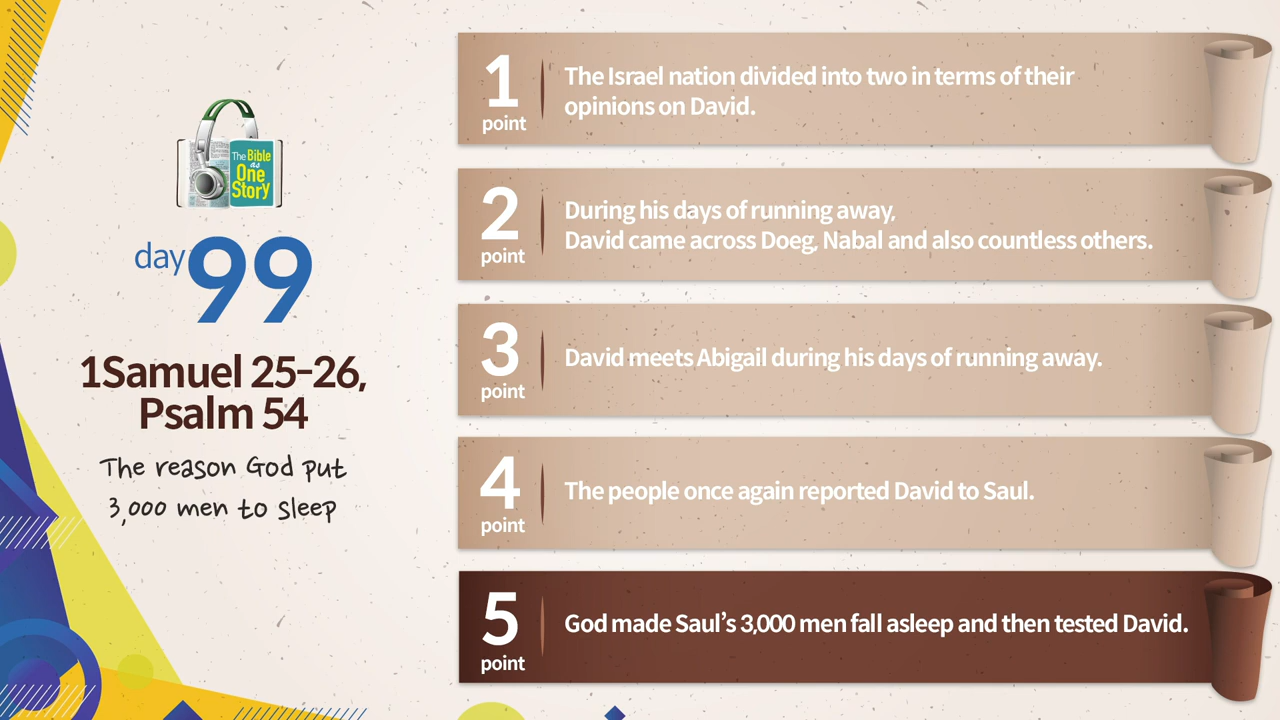 The Bible
as
One
Story
day 99
1Samuel 25-26,
Psalm 54
The reason God put
3,000 men to sleep
1
point
The Israel nation divided into two in terms of their
opinions on David.
2
point
During his days of running away,
David came across Doeg, Nabal and also countless others.
3
point
David meets Abigail during his days of running away.
4
point
The people once again reported David to Saul.
5
point
God made Saul's 3,000 men fall asleep and then tested David.